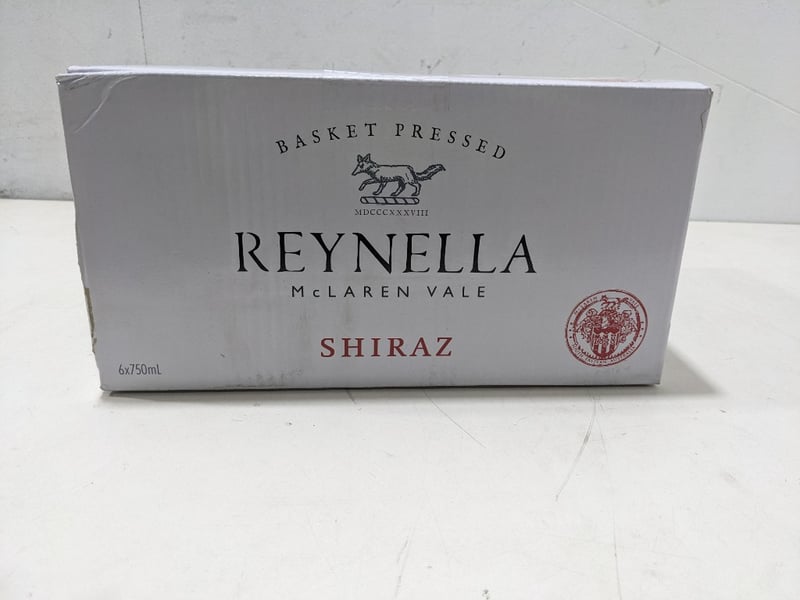 BASKET PRESSED
MDCCCXXXVIII
REYNELLA
McLAREN VALE
SHIRAZ
6x750mL